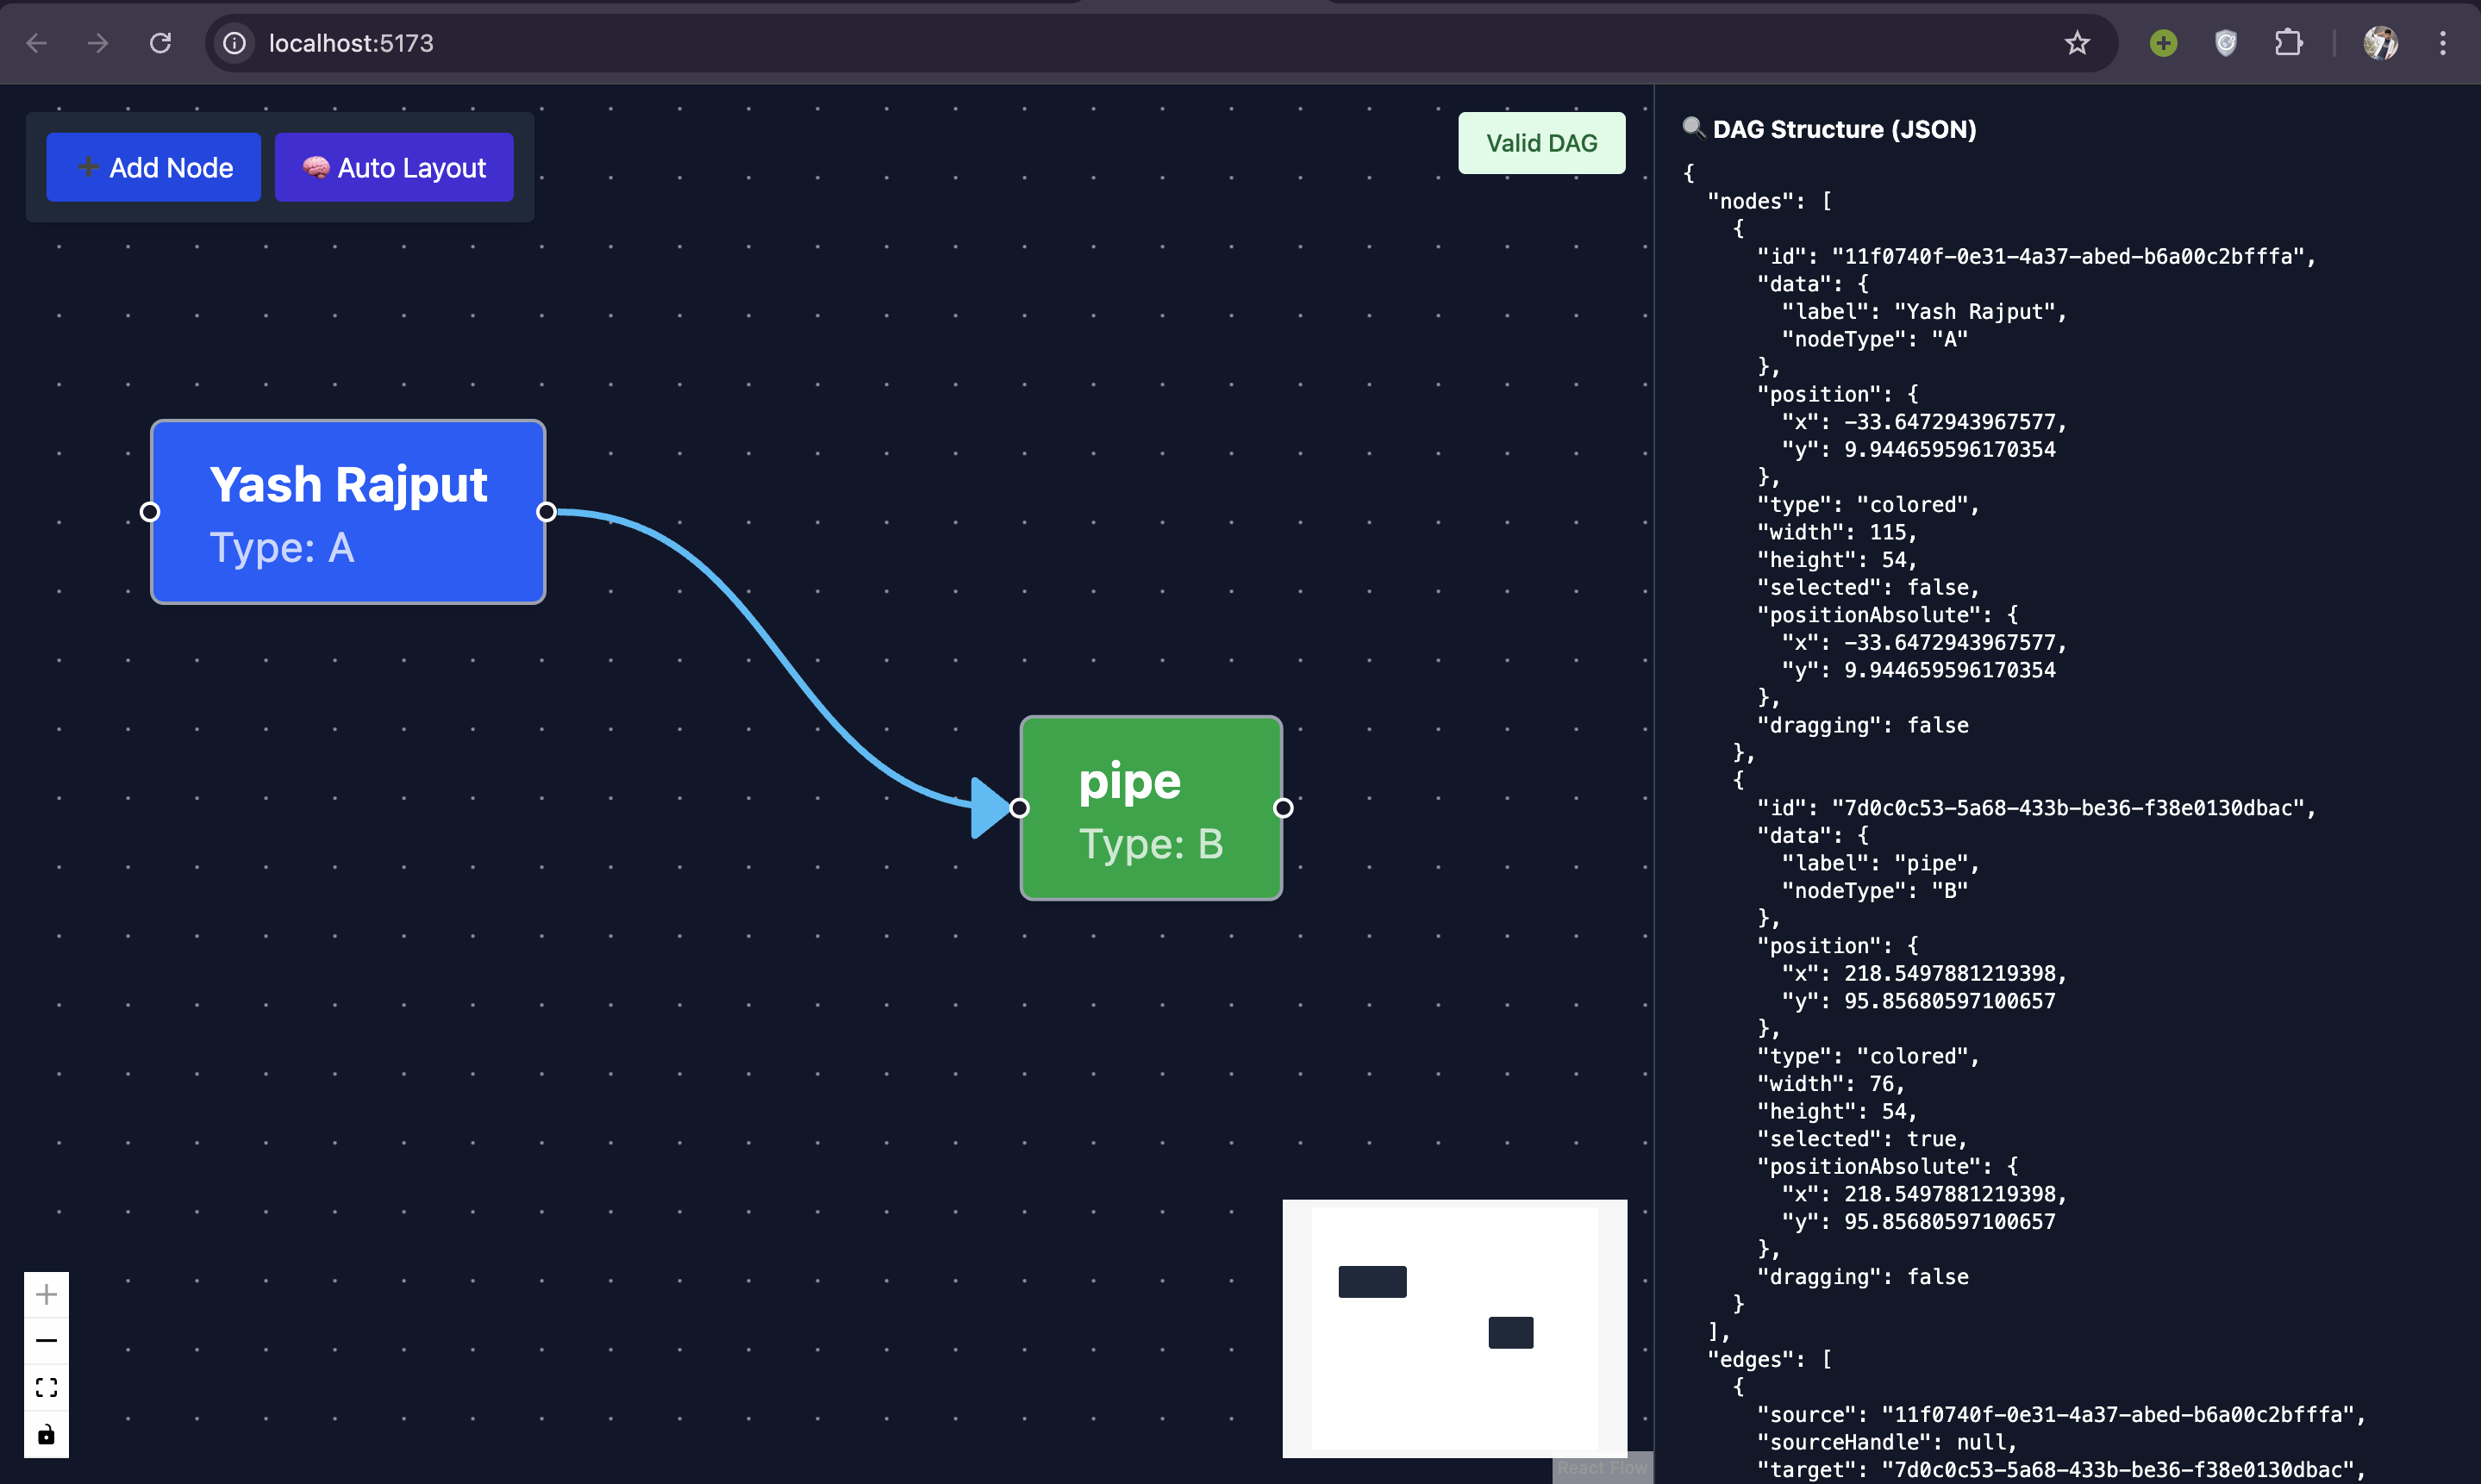 localhost:5173
➕ Add Node
🧠 Auto Layout
Valid DAG
Yash Rajput
Type: A
pipe
Type: B
React Flow
🔍 DAG Structure (JSON)
{
  "nodes": [
    {
      "id": "11f0740f-0e31-4a37-abed-b6a00c2bfffa",
      "data": {
        "label": "Yash Rajput",
        "nodeType": "A"
      },
      "position": {
        "x": -33.6472943967577,
        "y": 9.944659596170354
      },
      "type": "colored",
      "width": 115,
      "height": 54,
      "selected": false,
      "positionAbsolute": {
        "x": -33.6472943967577,
        "y": 9.944659596170354
      },
      "dragging": false
    },
    {
      "id": "7d0c0c53-5a68-433b-be36-f38e0130dbac",
      "data": {
        "label": "pipe",
        "nodeType": "B"
      },
      "position": {
        "x": 218.5497881219398,
        "y": 95.85680597100657
      },
      "type": "colored",
      "width": 76,
      "height": 54,
      "selected": true,
      "positionAbsolute": {
        "x": 218.5497881219398,
        "y": 95.85680597100657
      },
      "dragging": false
    }
  ],
  "edges": [
    {
      "source": "11f0740f-0e31-4a37-abed-b6a00c2bfffa",
      "sourceHandle": null,
      "target": "7d0c0c53-5a68-433b-be36-f38e0130dbac",